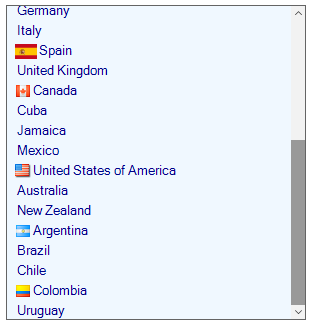 Germany
Italy
Spain
United Kingdom
Canada
Cuba
Jamaica
Mexico
United States of America
Australia
New Zealand
Argentina
Brazil
Chile
Colombia
Uruguay